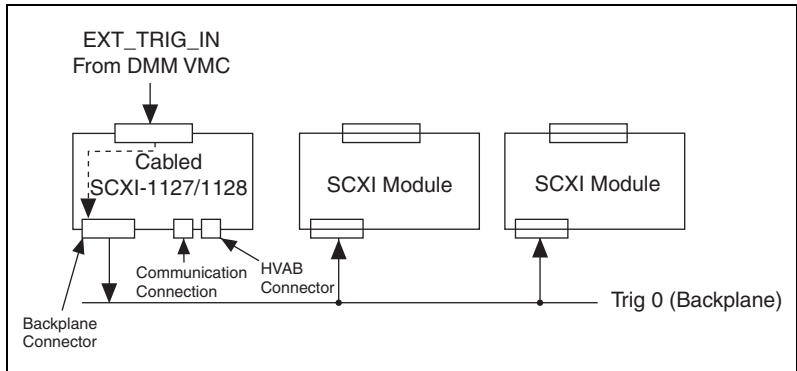 EXT_TRIG_IN
From DMM VMC
Cabled
SCXI-1127/1128
SCXI Module
SCXI Module
Communication
Connection
HVAB
Connector
Backplane
Connector
Trig 0 (Backplane)